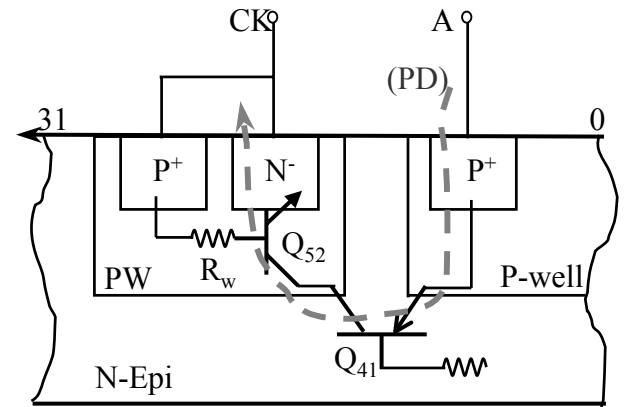 CK A
(PD)
31 0
P+ N- P+
Q52
Rw
PW P-well
Q41
N-Epi